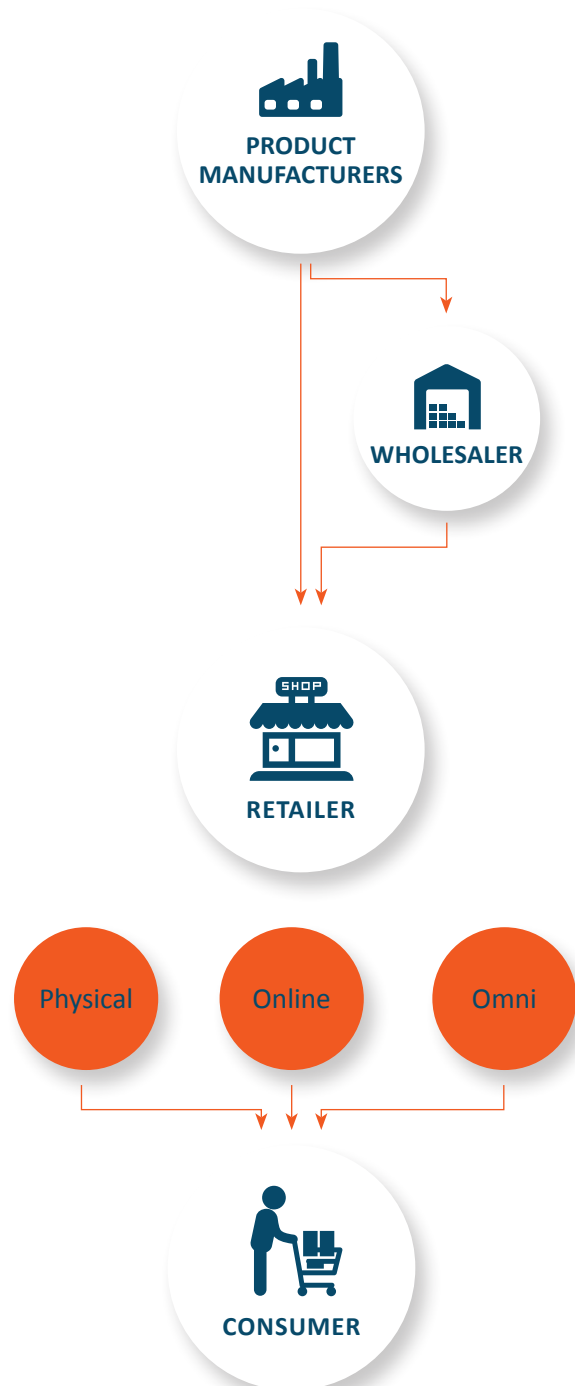 PRODUCT
MANUFACTURERS
WHOLESALER
SHOP
RETAILER
Physical
Online
Omni
CONSUMER